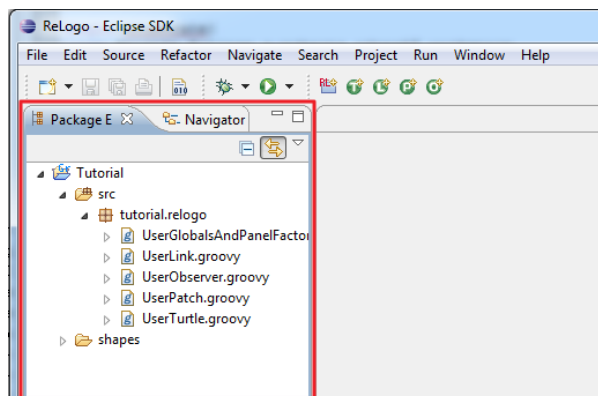 ReLogo - Eclipse SDK
File Edit Source Refactor Navigate Search Project Run Window Help
Package E Navigator
Tutorial
src
tutorial.relogo
UserGlobalsAndPanelFactor
UserLink.groovy
UserObserver.groovy
UserPatch.groovy
UserTurtle.groovy
shapes